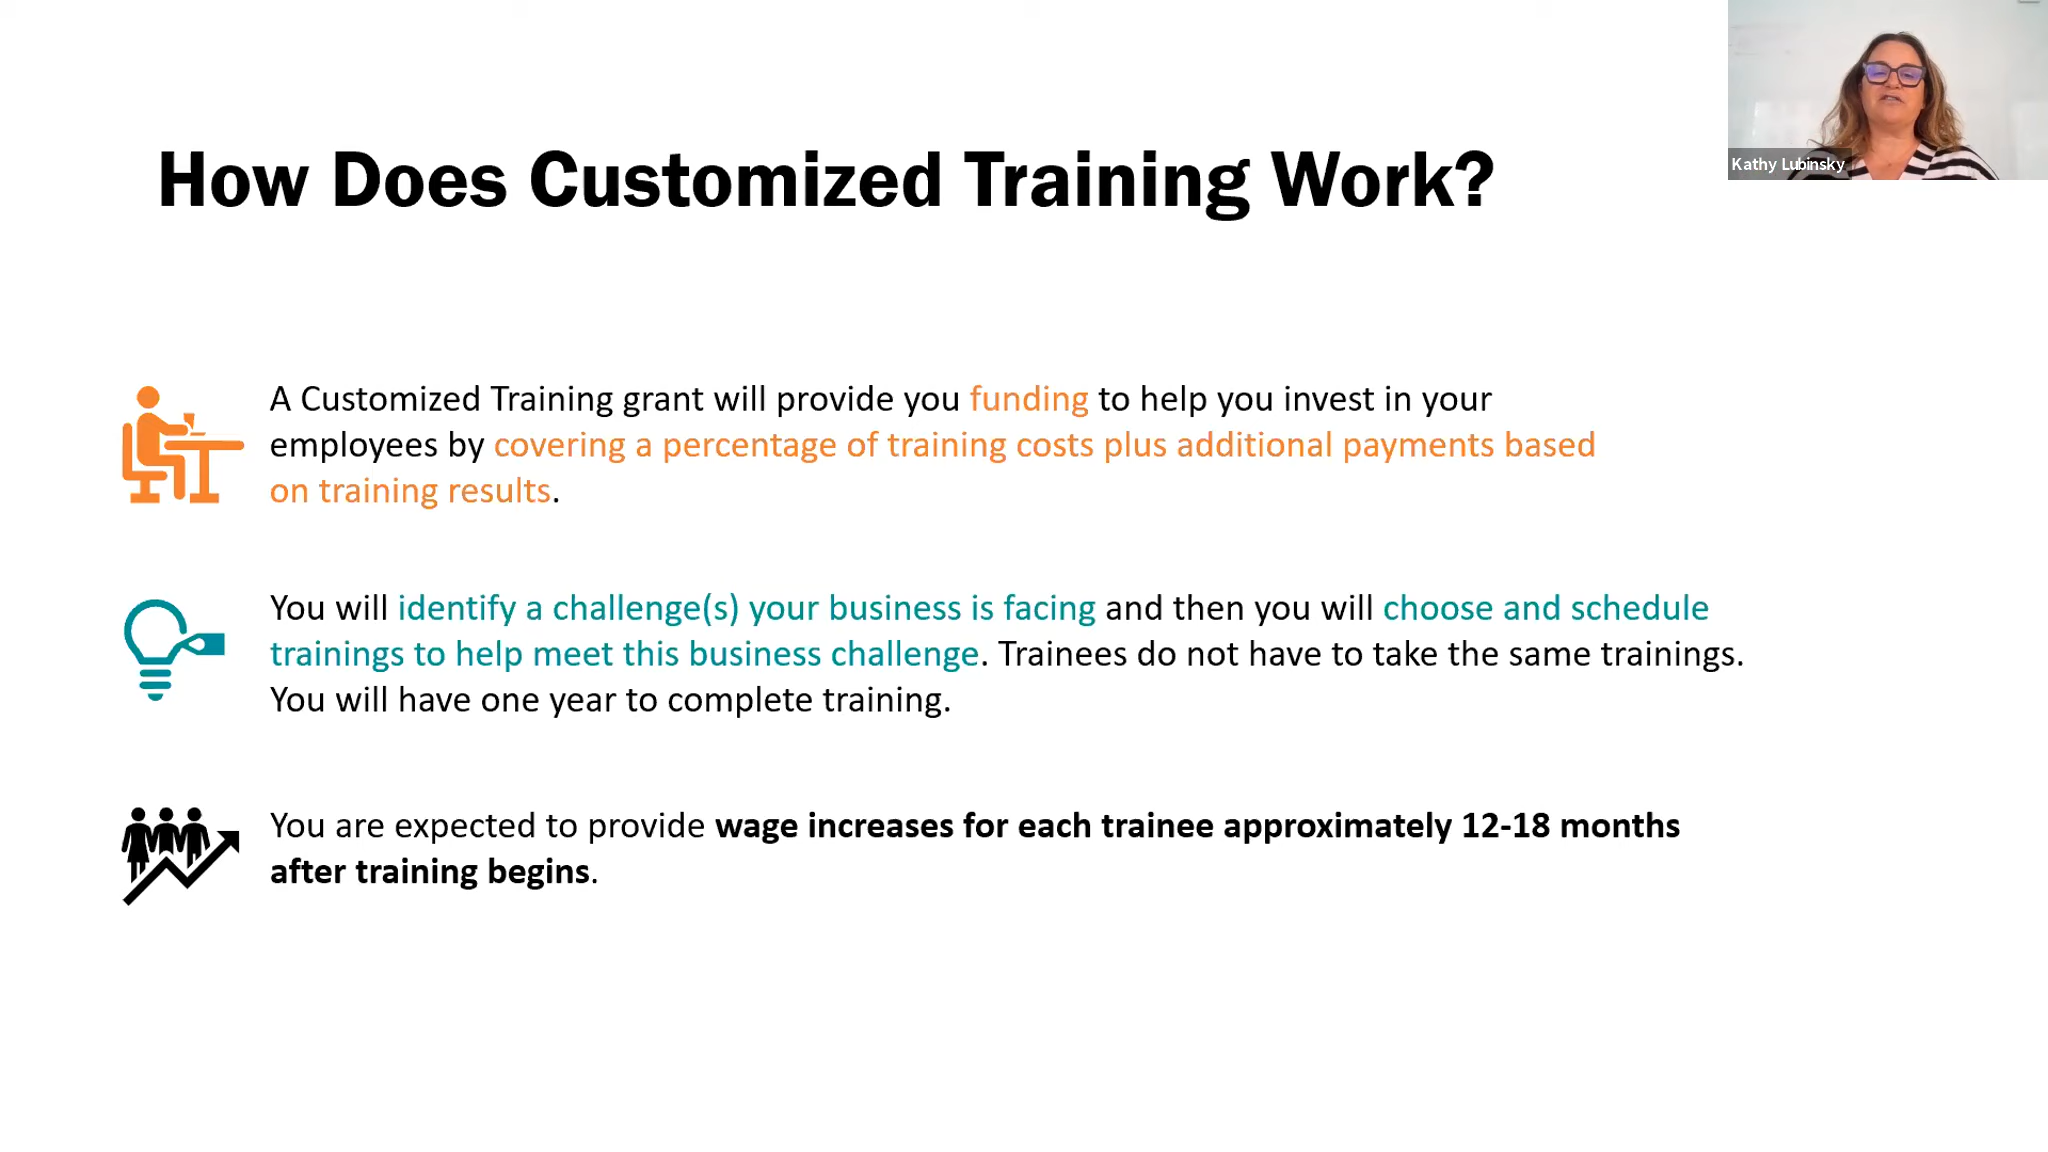 How Does Customized Training Work?
Kathy Lubinsky
A Customized Training grant will provide you funding to help you invest in your
employees by covering a percentage of training costs plus additional payments based
on training results.
You will identify a challenge(s) your business is facing and then you will choose and schedule
trainings to help meet this business challenge. Trainees do not have to take the same trainings.
You will have one year to complete training.
You are expected to provide wage increases for each trainee approximately 12-18 months
after training begins.